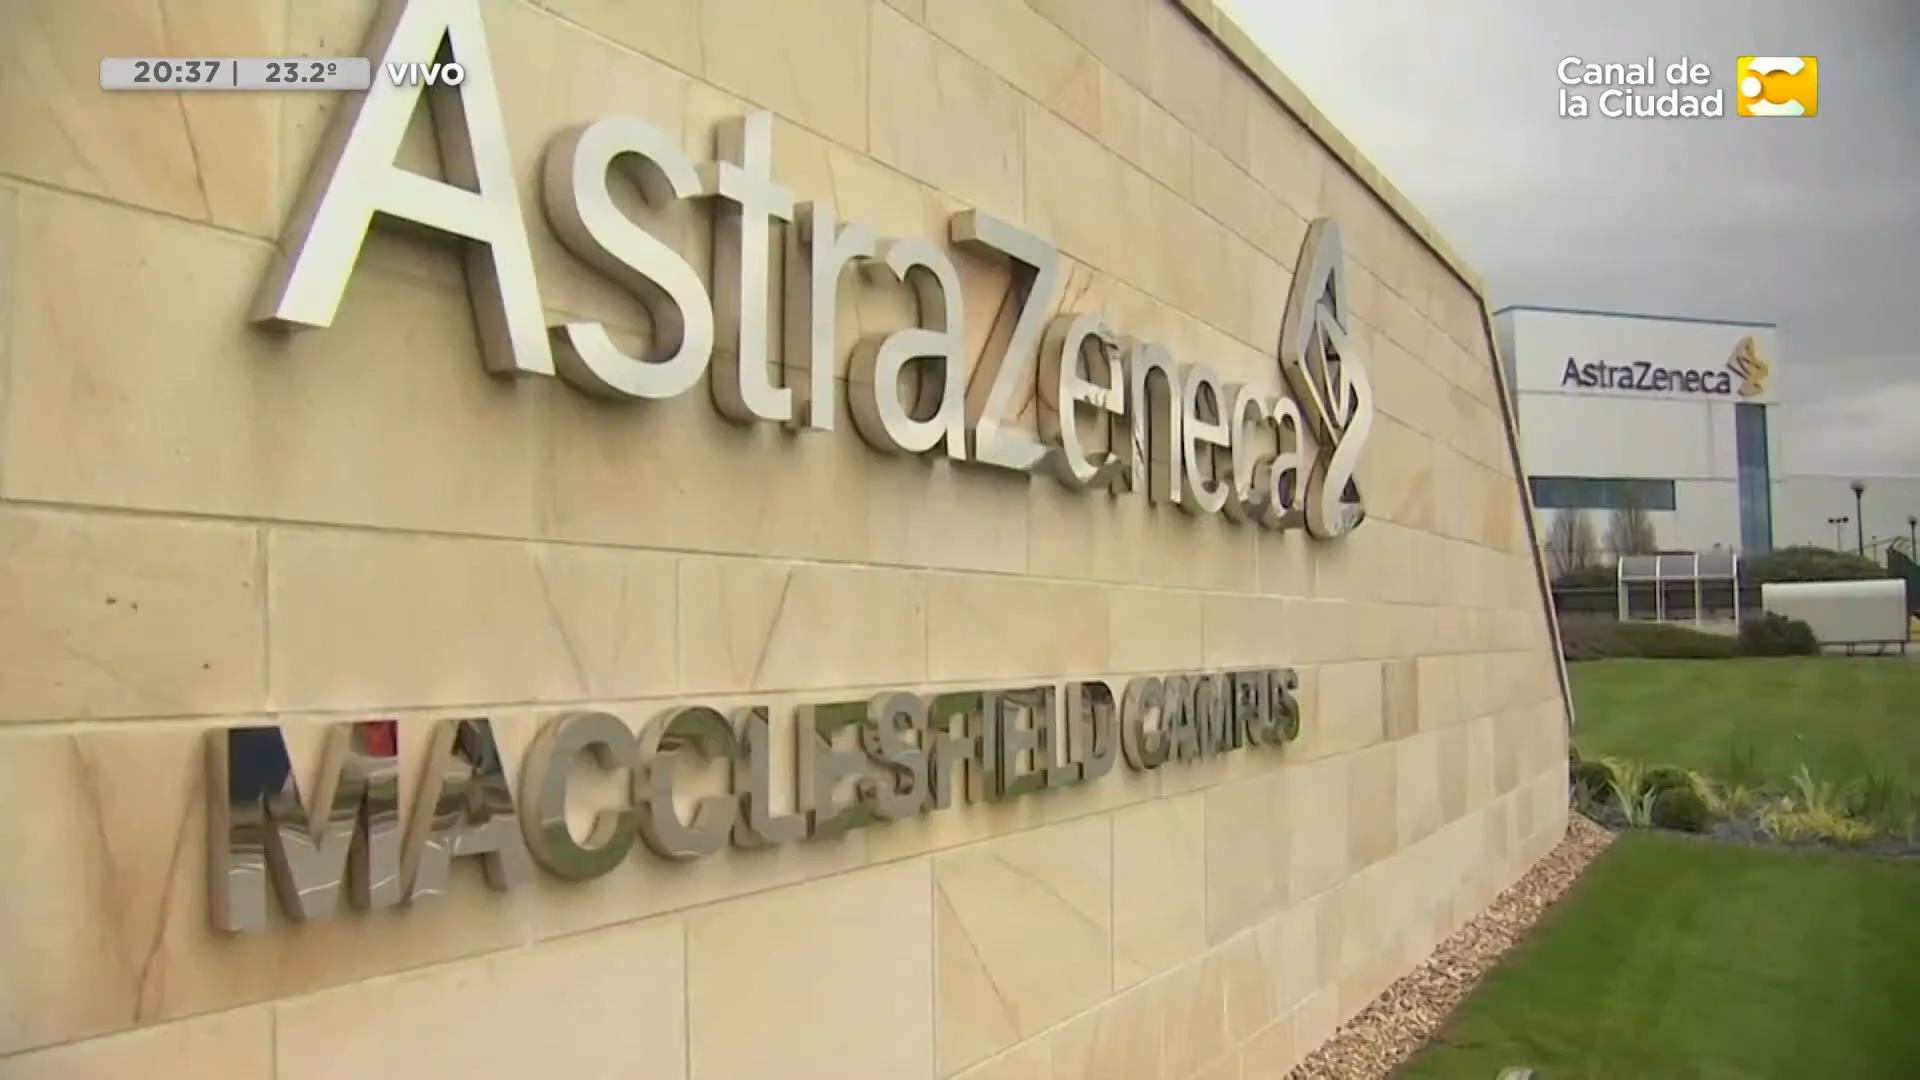 20:37 | 23.2º VIVO
Canal de
la Ciudad
AstraZeneca
AstraZeneca
MACCLESFIELD CAMPUS